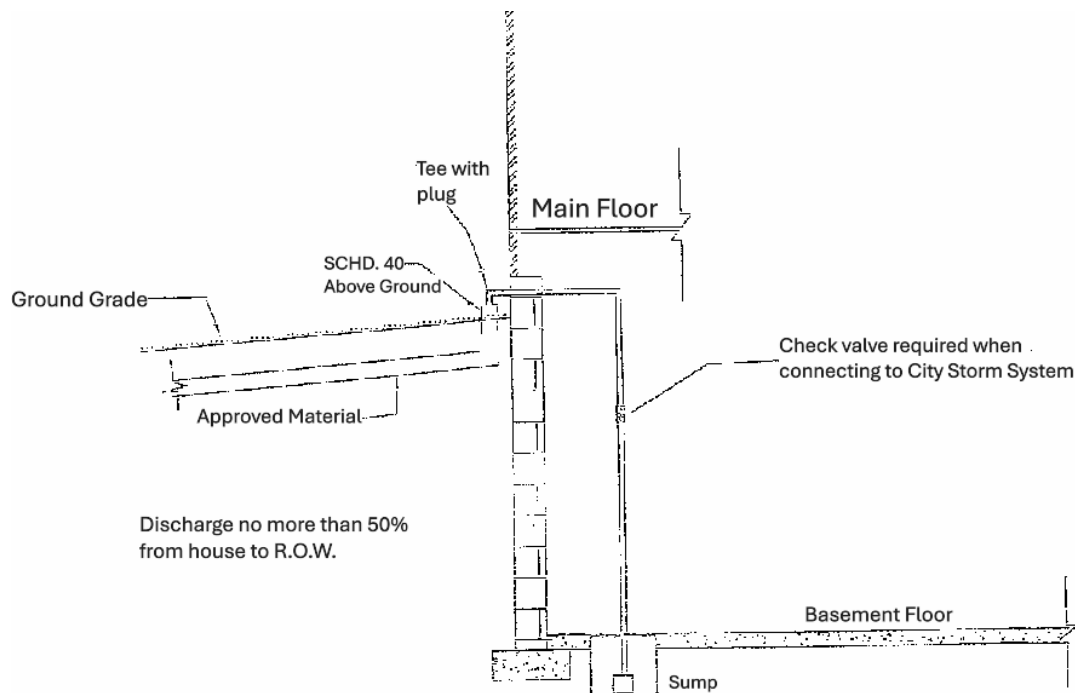 Tee with
plug
Main Floor
SCHD. 40
Above Ground
Ground Grade
Check valve required when
connecting to City Storm System
Approved Material
Discharge no more than 50%
from house to R.O.W.
Basement Floor
Sump